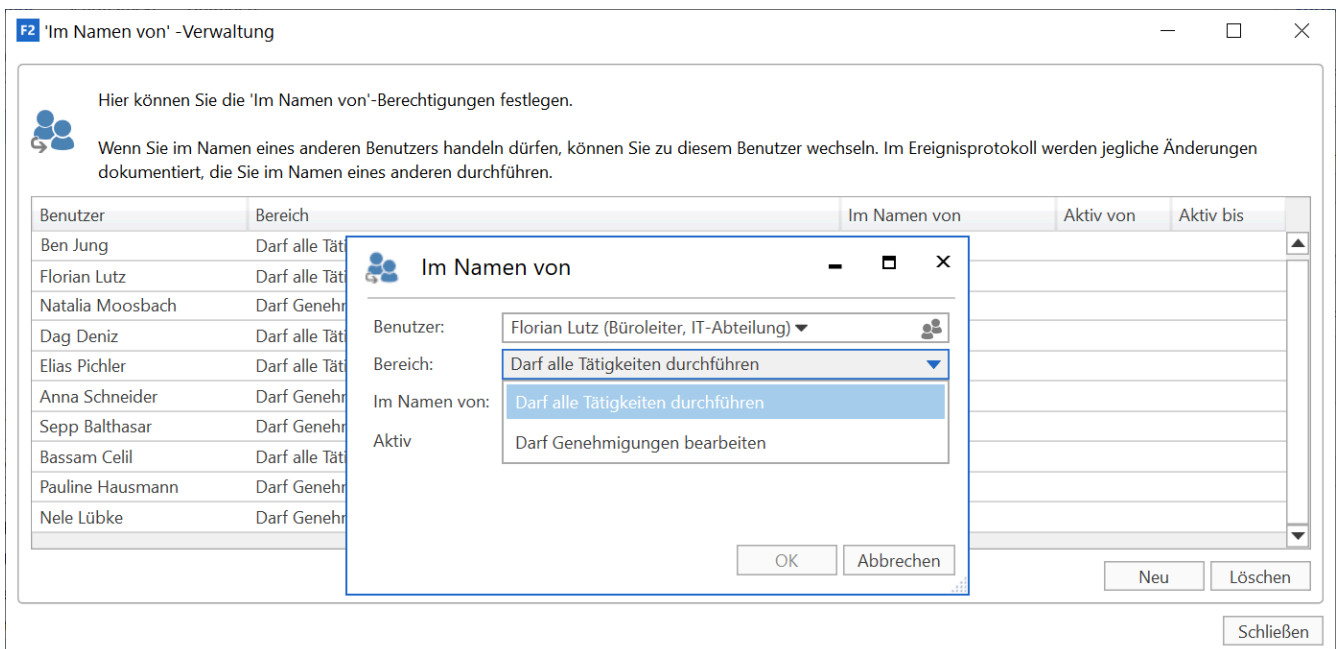 F2 'Im Namen von' -Verwaltung
Hier können Sie die 'Im Namen von'-Berechtigungen festlegen.
Wenn Sie im Namen eines anderen Benutzers handeln dürfen, können Sie zu diesem Benutzer wechseln. Im Ereignisprotokoll werden jegliche Änderungen
dokumentiert, die Sie im Namen eines anderen durchführen.
Benutzer Bereich Im Namen von Aktiv von Aktiv bis
Ben Jung Darf alle Täti
Florian Lutz Darf alle Täti
Natalia Moosbach Darf Genehr
Dag Deniz Darf alle Täti
Elias Pichler Darf alle Täti
Anna Schneider Darf Genehr
Sepp Balthasar Darf Genehr
Bassam Celil Darf alle Täti
Pauline Hausmann Darf Genehr
Nele Lübke Darf Genehr
Im Namen von
Benutzer: Florian Lutz (Büroleiter, IT-Abteilung)
Bereich: Darf alle Tätigkeiten durchführen
Im Namen von: Darf alle Tätigkeiten durchführen
Aktiv Darf Genehmigungen bearbeiten
OK Abbrechen
Neu Löschen
Schließen